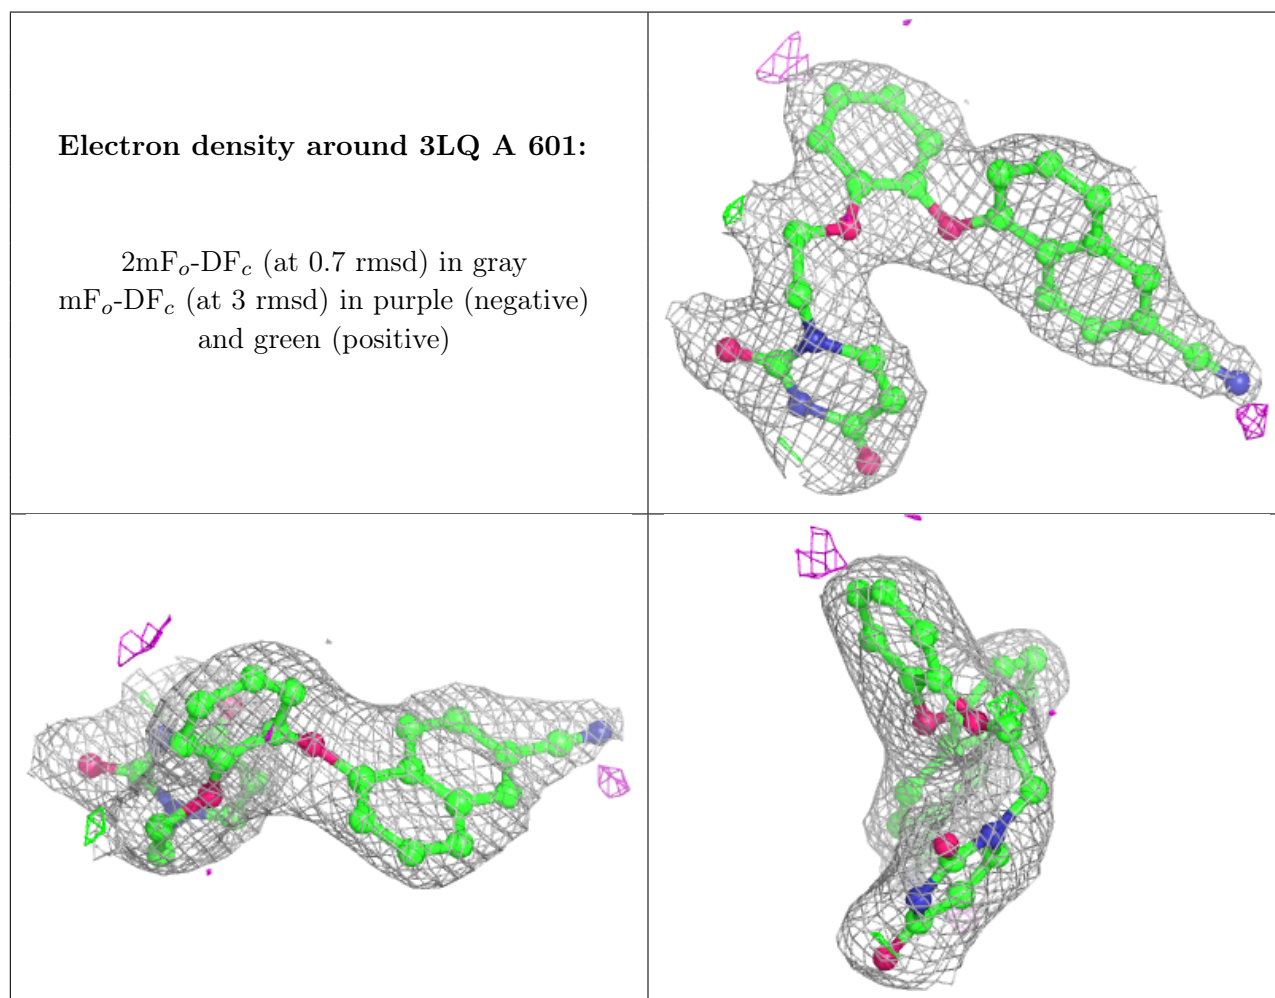 Electron density around 3LQ A 601:
2mFo-DFc (at 0.7 rmsd) in gray
mFo-DFc (at 3 rmsd) in purple (negative)
and green (positive)